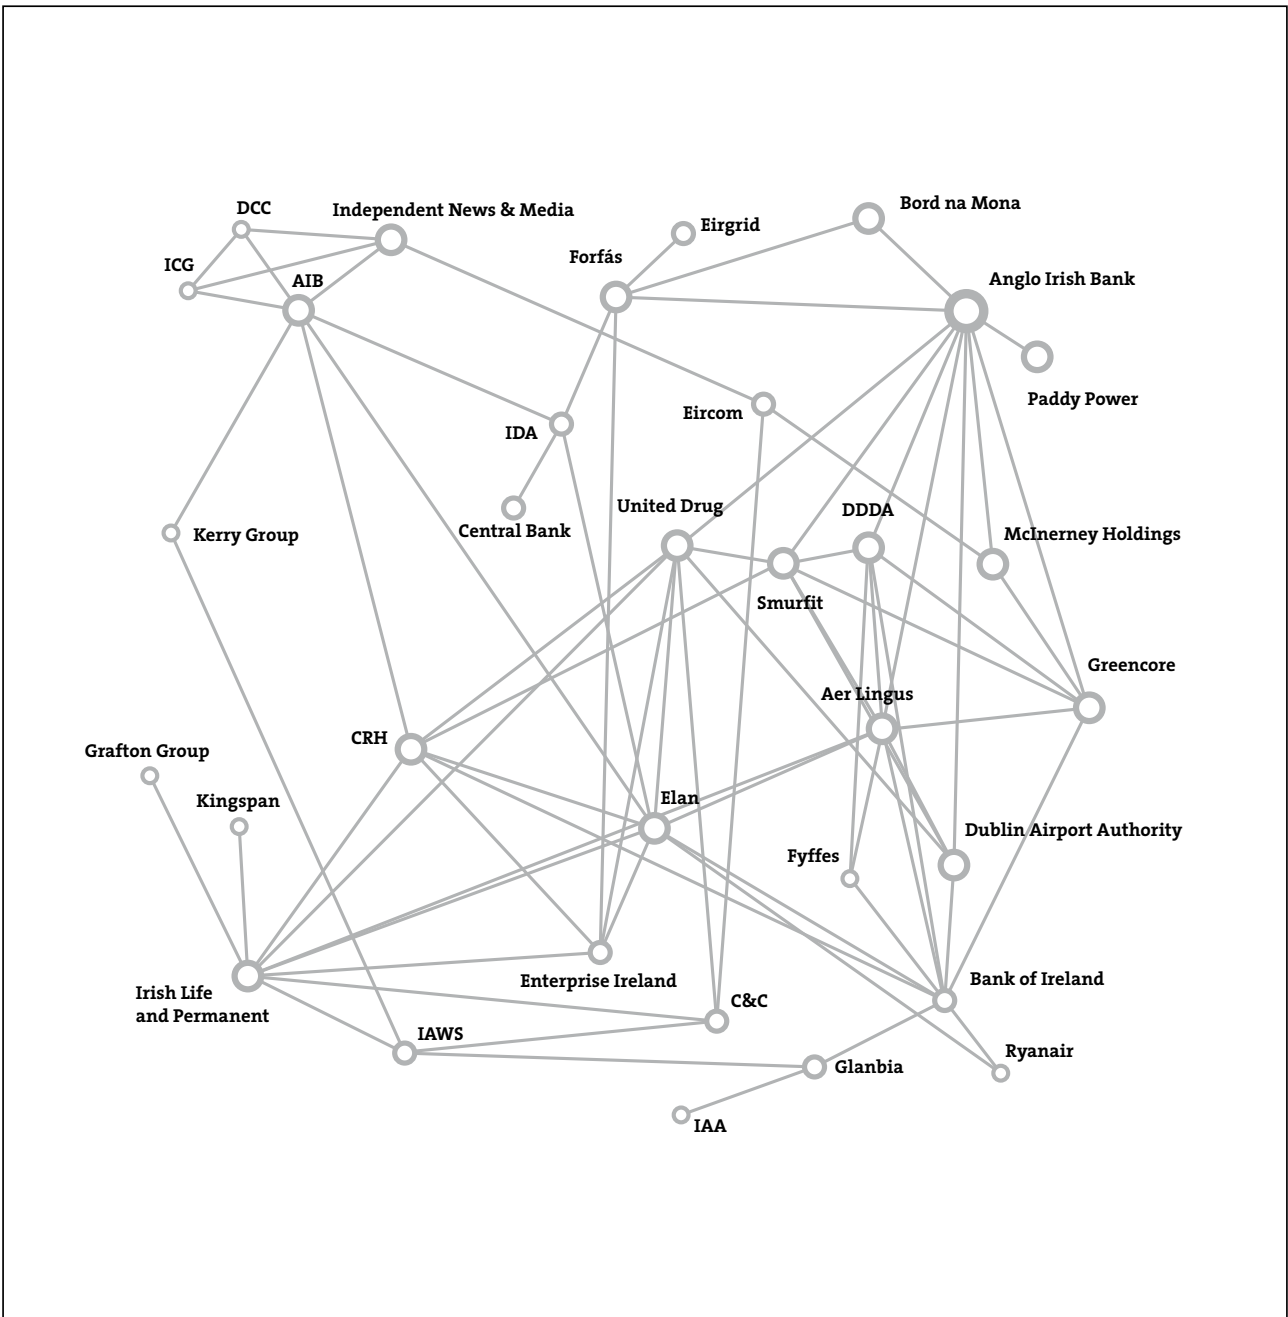 Bord na Mona
DCC
Independent News & Media
Eirgrid
Forfás
ICG
AIB
Anglo Irish Bank
Paddy Power
Eircom
IDA
United Drug
DDDA
Central Bank
Kerry Group
McInerney Holdings
Smurfit
Greencore
Aer Lingus
CRH
Grafton Group
Kingspan
Elan
Dublin Airport Authority
Fyffes
Enterprise Ireland
Bank of Ireland
Irish Life
and Permanent
C&C
IAWS
Ryanair
Glanbia
IAA